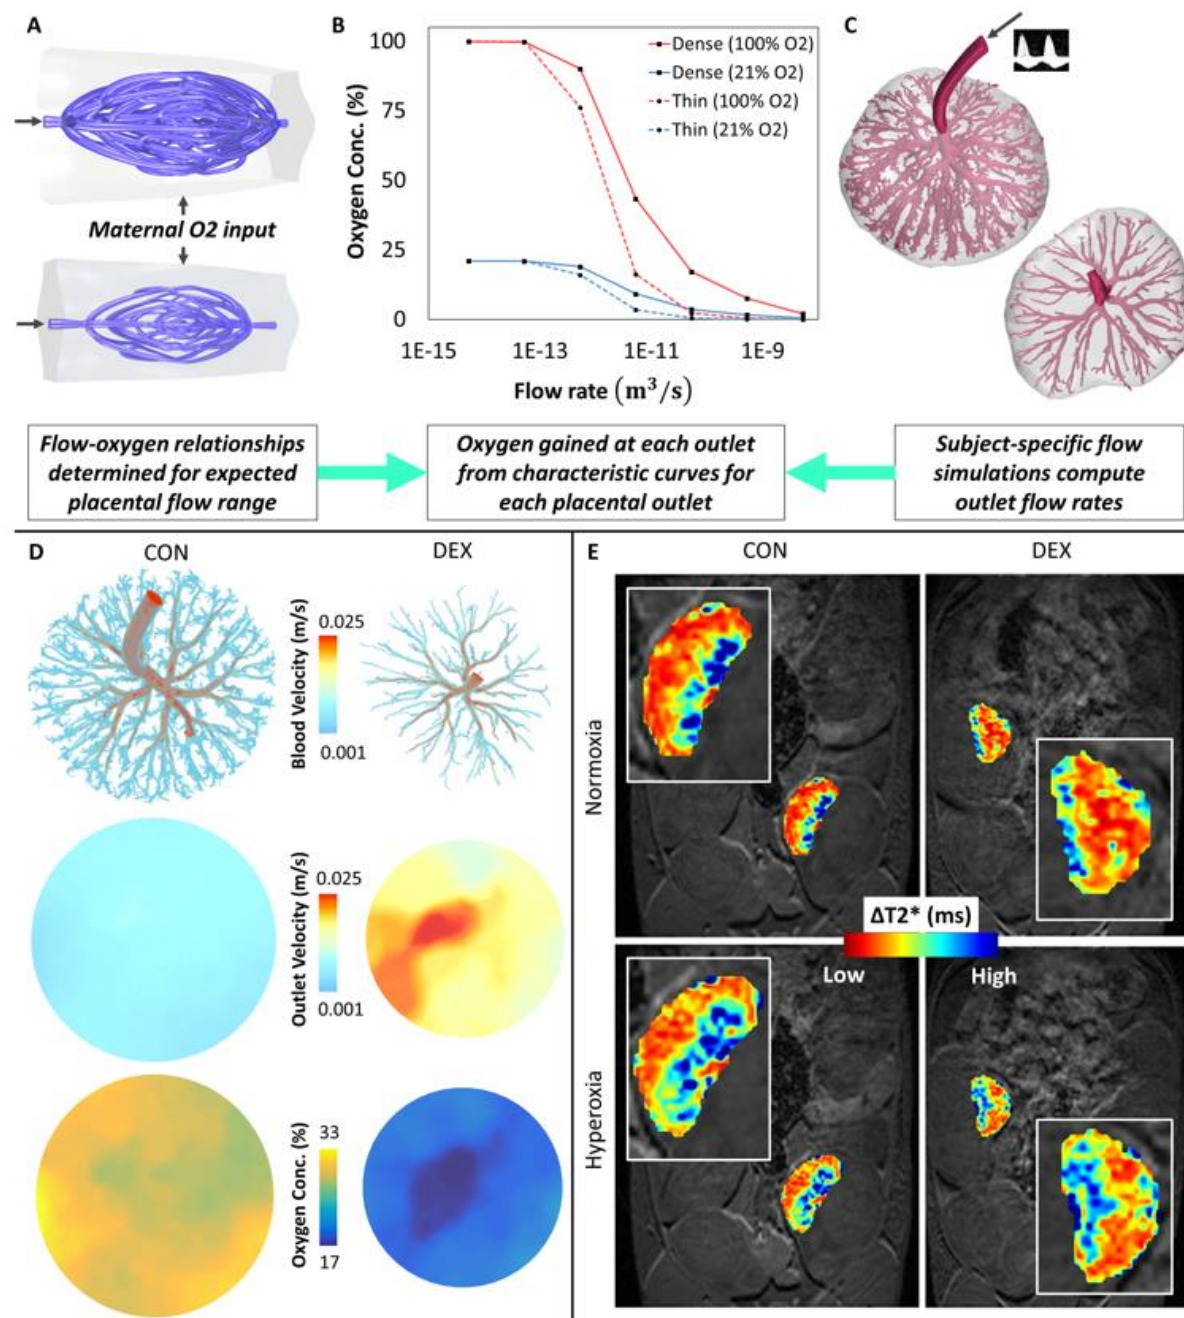 A
Maternal O2 input
B
Oxygen Conc. (%)
100
75
50
25
0
1E-15
1E-13
1E-11
1E-9
Flow rate (m³/s)
Dense (100% O2)
Dense (21% O2)
Thin (100% O2)
Thin (21% O2)
C
Flow-oxygen relationships
determined for expected
placental flow range
Oxygen gained at each outlet
from characteristic curves for
each placental outlet
Subject-specific flow
simulations compute
outlet flow rates
D
CON
DEX
Blood Velocity (m/s)
0.025
0.001
Outlet Velocity (m/s)
0.025
0.001
Oxygen Conc. (%)
33
17
E
CON
DEX
Normoxia
ΔT2* (ms)
Low
High
Hyperoxia